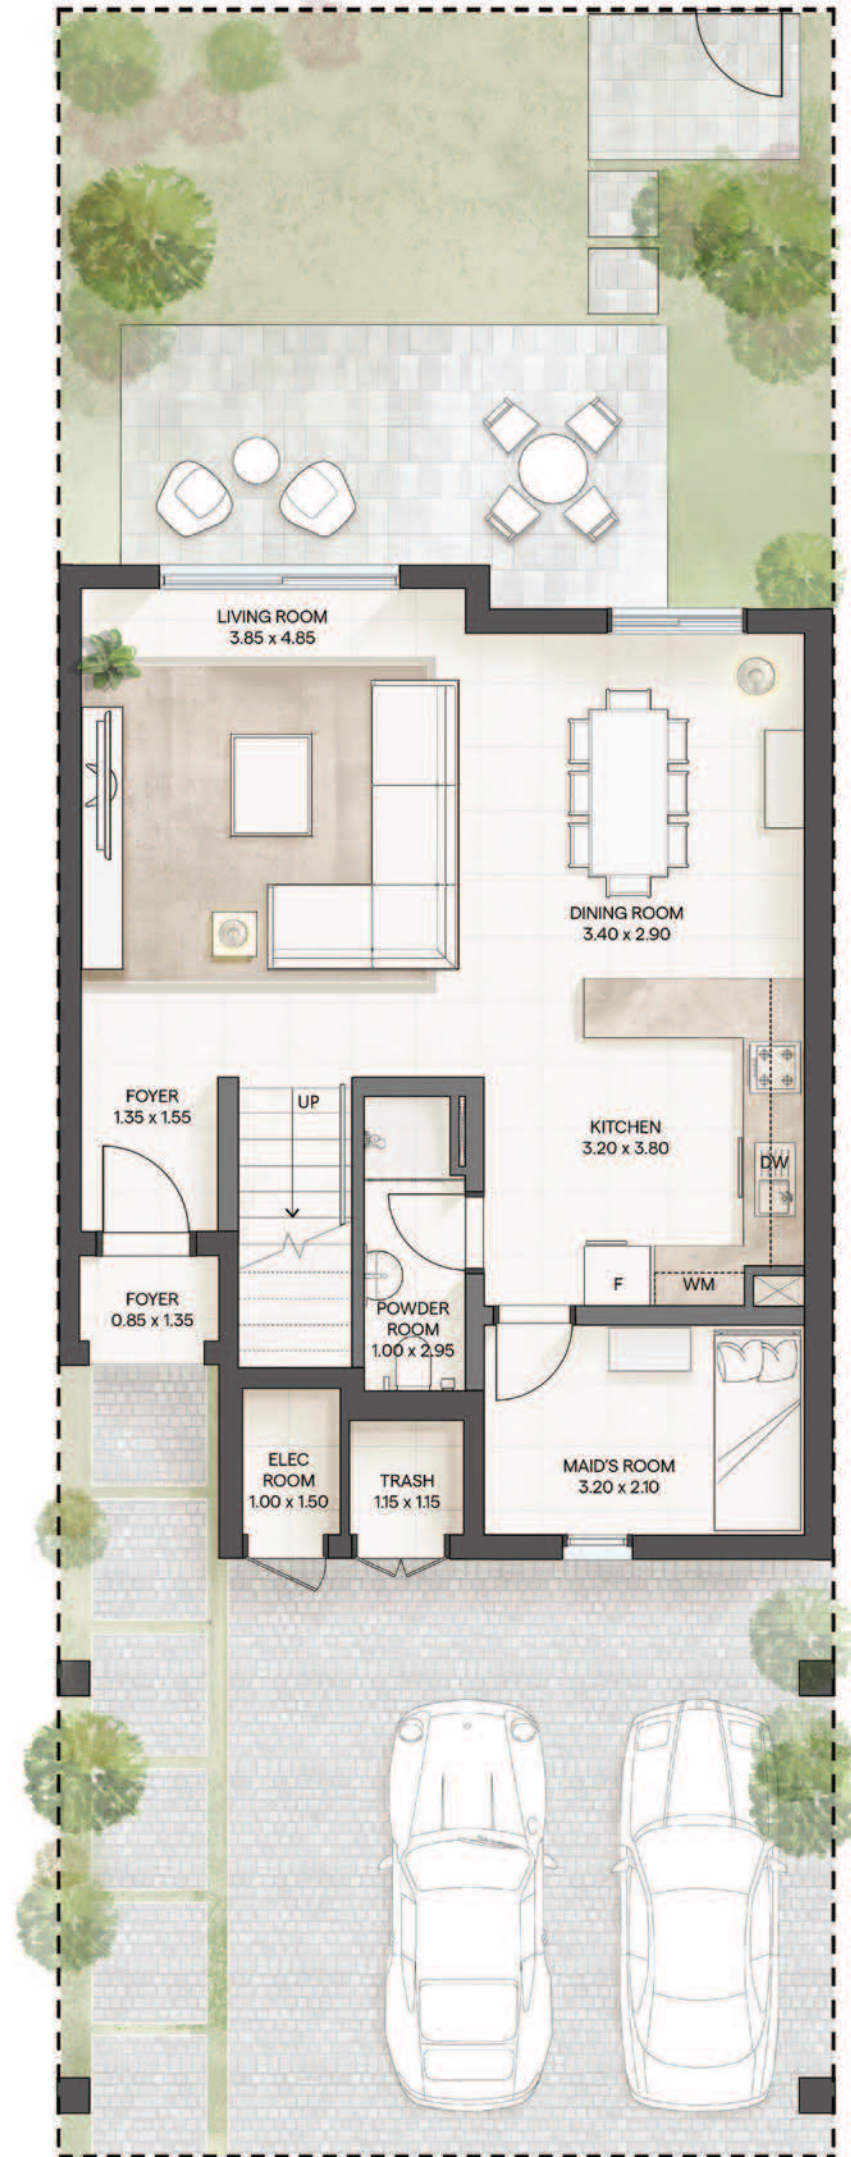 LIVING ROOM
3.85 x 4.85
DINING ROOM
3.40 x 2.90
FOYER
1.35 x 1.55
UP
KITCHEN
3.20 x 3.80
DW
F
WM
FOYER
0.85 x 1.35
POWDER
ROOM
1.00 x 2.95
ELEC
ROOM
1.00 x 1.50
TRASH
1.15 x 1.15
MAID'S ROOM
3.20 x 2.10